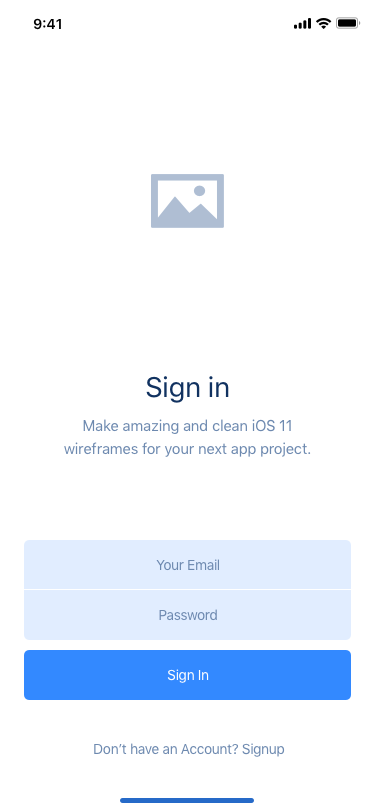 9:41
Sign in
Make amazing and clean iOS 11
wireframes for your next app project.
Your Email
Password
Sign In
Don’t have an Account? Signup